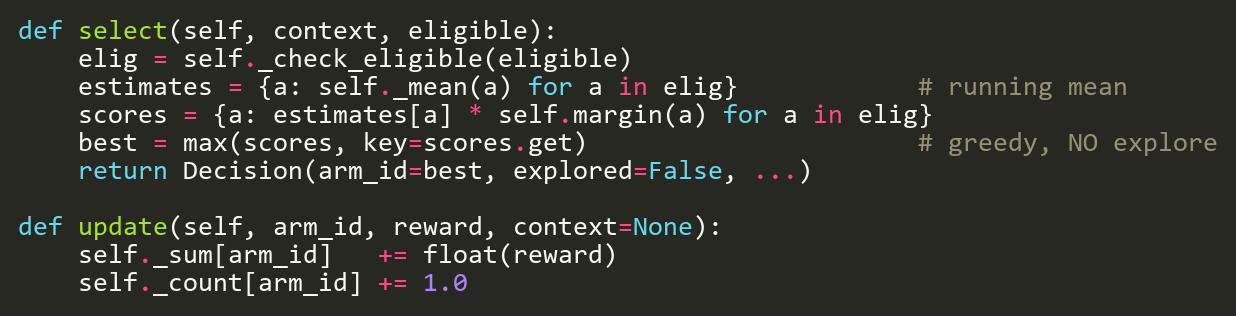 def select(self, context, eligible):
    elig = self._check_eligible(eligible)
    estimates = {a: self._mean(a) for a in elig}            # running mean
    scores = {a: estimates[a] * self.margin(a) for a in elig}
    best = max(scores, key=scores.get)                      # greedy, NO explore
    return Decision(arm_id=best, explored=False, ...)

def update(self, arm_id, reward, context=None):
    self._sum[arm_id]   += float(reward)
    self._count[arm_id] += 1.0